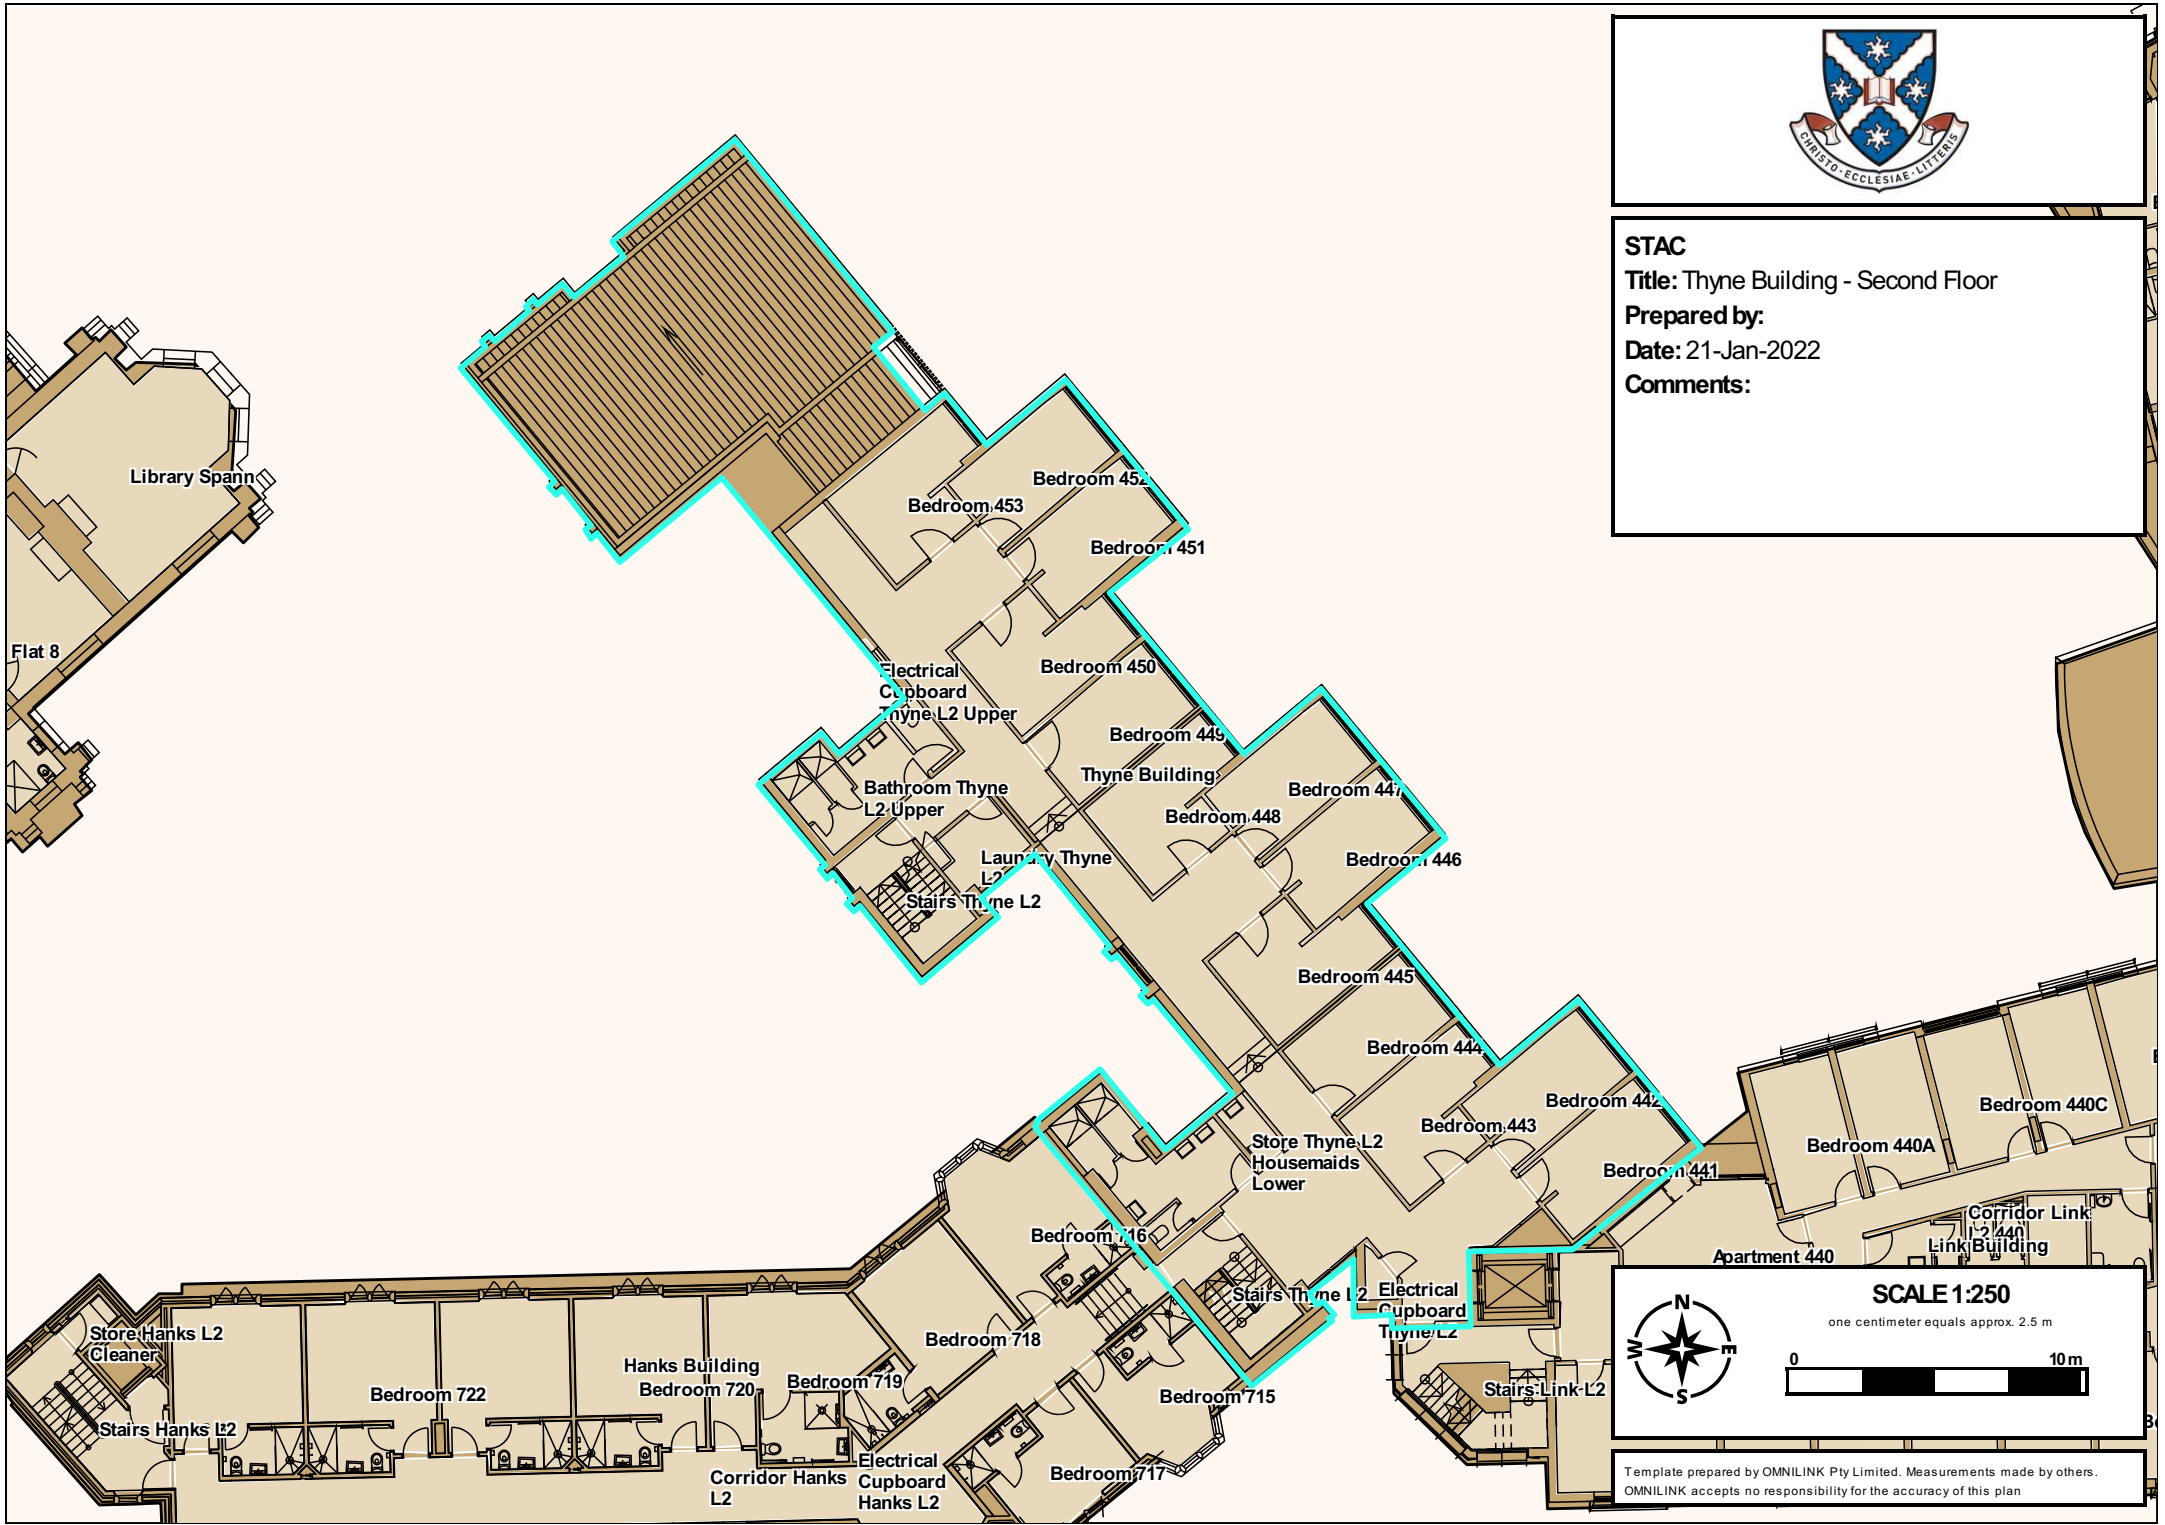 CHRISTO·ECCLESIAE·LITTERIS
STAC
Title: Thyne Building - Second Floor
Prepared by:
Date: 21-Jan-2022
Comments:
Library Spann
Flat 8
Bedroom 452
Bedroom 453
Bedroom 451
Bedroom 450
Electrical
Cupboard
Thyne L2 Upper
Bedroom 449
Thyne Building
Bathroom Thyne
L2 Upper
Bedroom 447
Bedroom 448
Laundry Thyne
L2
Bedroom 446
Stairs Thyne L2
Bedroom 445
Bedroom 444
Bedroom 442
Bedroom 443
Store Thyne L2
Housemaids
Lower
Bedroom 441
Bedroom 440C
Bedroom 440A
Corridor Link
L2 440
Link Building
Apartment 440
Bedroom 716
Stairs Thyne L2
Electrical
Cupboard
Thyne L2
Store Hanks L2
Cleaner
Bedroom 718
Hanks Building
Bedroom 719
Bedroom 720
Bedroom 722
Bedroom 715
Stairs Link L2
Stairs Hanks L2
Electrical
Cupboard
Hanks L2
Corridor Hanks
L2
Bedroom 717
N
W
E
S
SCALE 1:250
one centimeter equals approx. 2.5 m
0
10 m
Template prepared by OMNILINK Pty Limited. Measurements made by others.
OMNILINK accepts no responsibility for the accuracy of this plan